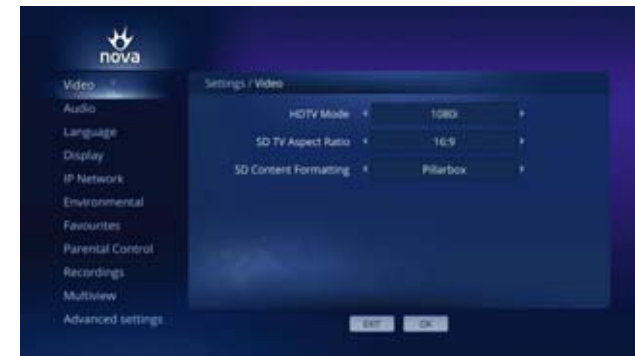 nova
Video
Audio
Language
Display
IP Network
Environmental
Favourites
Parental Control
Recordings
Multiview
Advanced settings
Settings / Video
HDTV Mode 1080i
SD TV Aspect Ratio 16:9
SD Content Formatting Pillarbox
EXIT OK